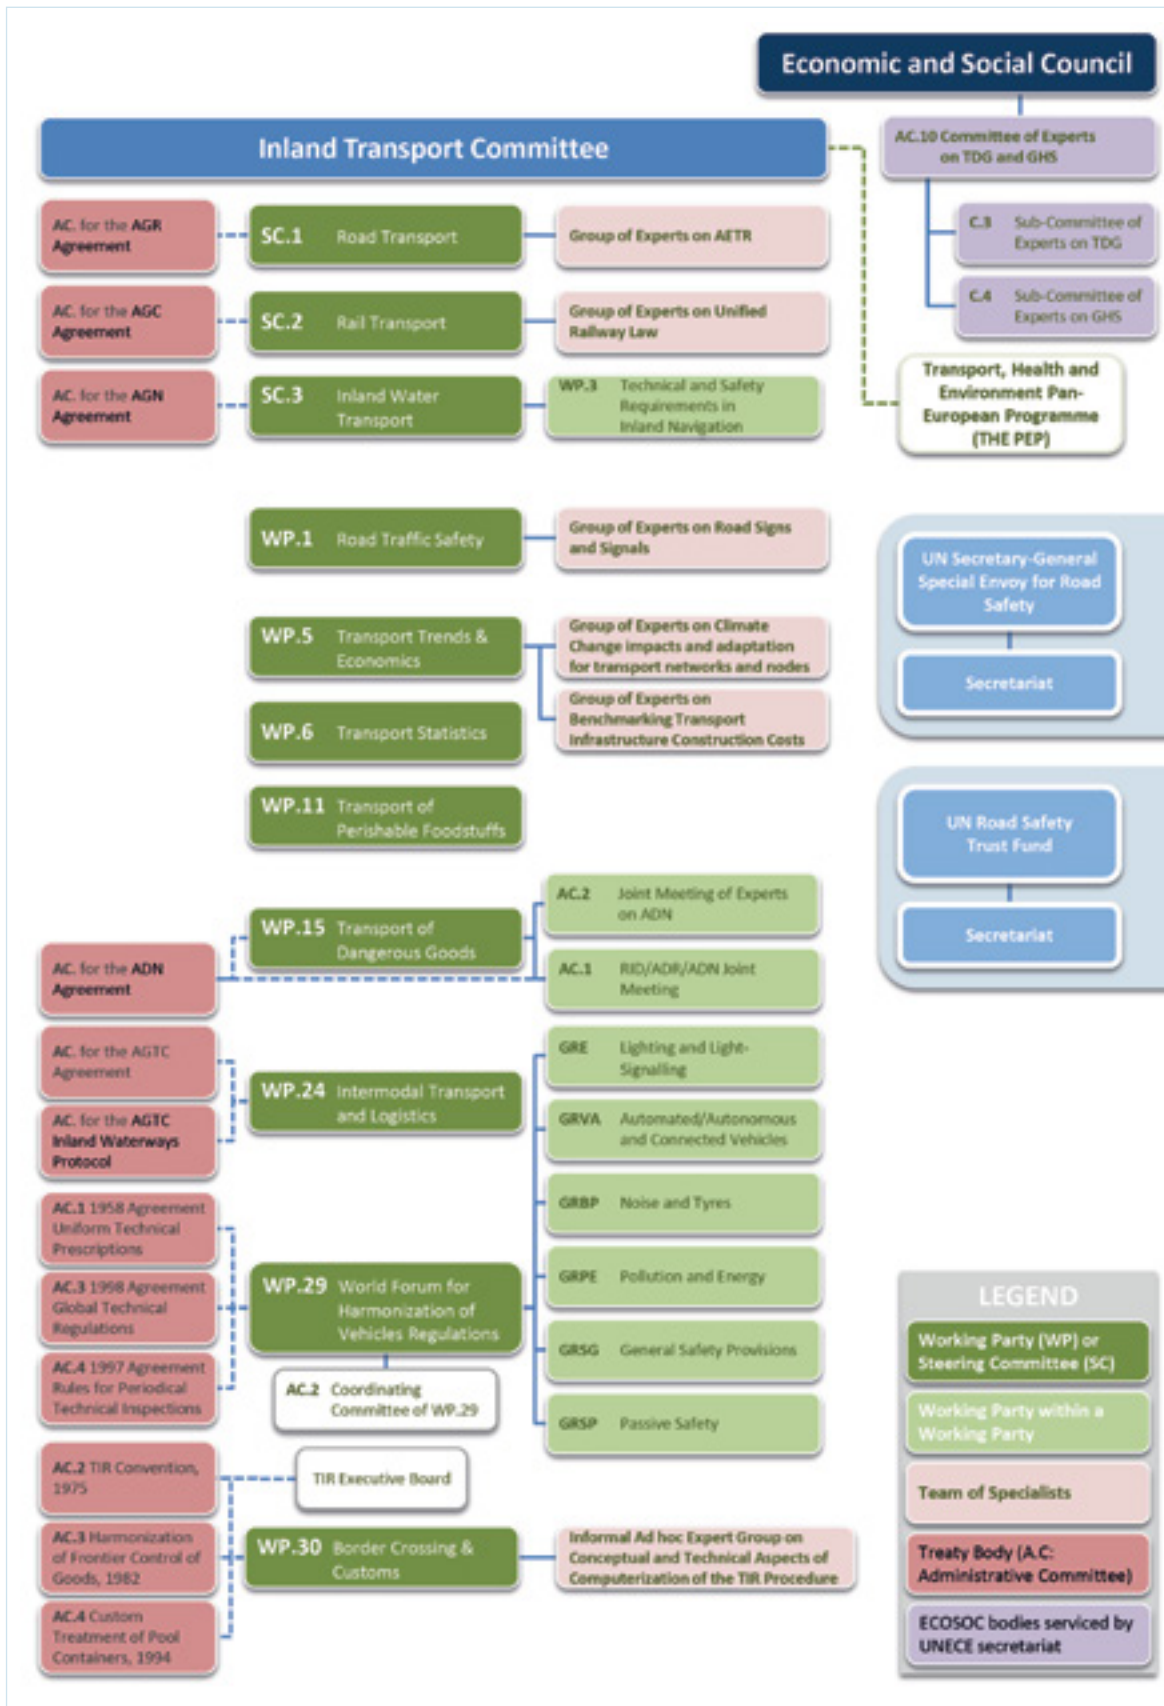 Economic and Social Council
Inland Transport Committee
AC.10 Committee of Experts
on TDG and GHS
C.3 Sub-Committee of
Experts on TDG
C.4 Sub-Committee of
Experts on GHS
Transport, Health and
Environment Pan-
European Programme
(THE PEP)
AC. for the AGR
Agreement
SC.1 Road Transport
Group of Experts on AETR
AC. for the AGC
Agreement
SC.2 Rail Transport
Group of Experts on Unified
Railway Law
AC. for the AGN
Agreement
SC.3 Inland Water
Transport
WP.3 Technical and Safety
Requirements in
Inland Navigation
WP.1 Road Traffic Safety
Group of Experts on Road Signs
and Signals
WP.5 Transport Trends &
Economics
Group of Experts on Climate
Change impacts and adaptation
for transport networks and nodes
Group of Experts on
Benchmarking Transport
Infrastructure Construction Costs
WP.6 Transport Statistics
WP.11 Transport of
Perishable Foodstuffs
UN Secretary-General
Special Envoy for Road
Safety
Secretariat
UN Road Safety
Trust Fund
Secretariat
AC. for the ADN
Agreement
WP.15 Transport of
Dangerous Goods
AC.2 Joint Meeting of Experts
on ADN
AC.1 RID/ADR/ADN Joint
Meeting
AC. for the AGTC
Agreement
AC. for the AGTC
Inland Waterways
Protocol
WP.24 Intermodal Transport
and Logistics
AC.1 1958 Agreement
Uniform Technical
Prescriptions
AC.3 1998 Agreement
Global Technical
Regulations
AC.4 1997 Agreement
Rules for Periodical
Technical Inspections
WP.29 World Forum for
Harmonization of
Vehicles Regulations
AC.2 Coordinating
Committee of WP.29
GRE Lighting and Light-
Signalling
GRVA Automated/Autonomous
and Connected Vehicles
GRBP Noise and Tyres
GRPE Pollution and Energy
GRSG General Safety Provisions
GRSP Passive Safety
AC.2 TIR Convention,
1975
TIR Executive Board
AC.3 Harmonization
of Frontier Control of
Goods, 1982
AC.4 Custom
Treatment of Pool
Containers, 1994
WP.30 Border Crossing &
Customs
Informal Ad hoc Expert Group on
Conceptual and Technical Aspects of
Computerization of the TIR Procedure
LEGEND
Working Party (WP) or
Steering Committee (SC)
Working Party within a
Working Party
Team of Specialists
Treaty Body (A.C:
Administrative Committee)
ECOSOC bodies serviced by
UNECE secretariat